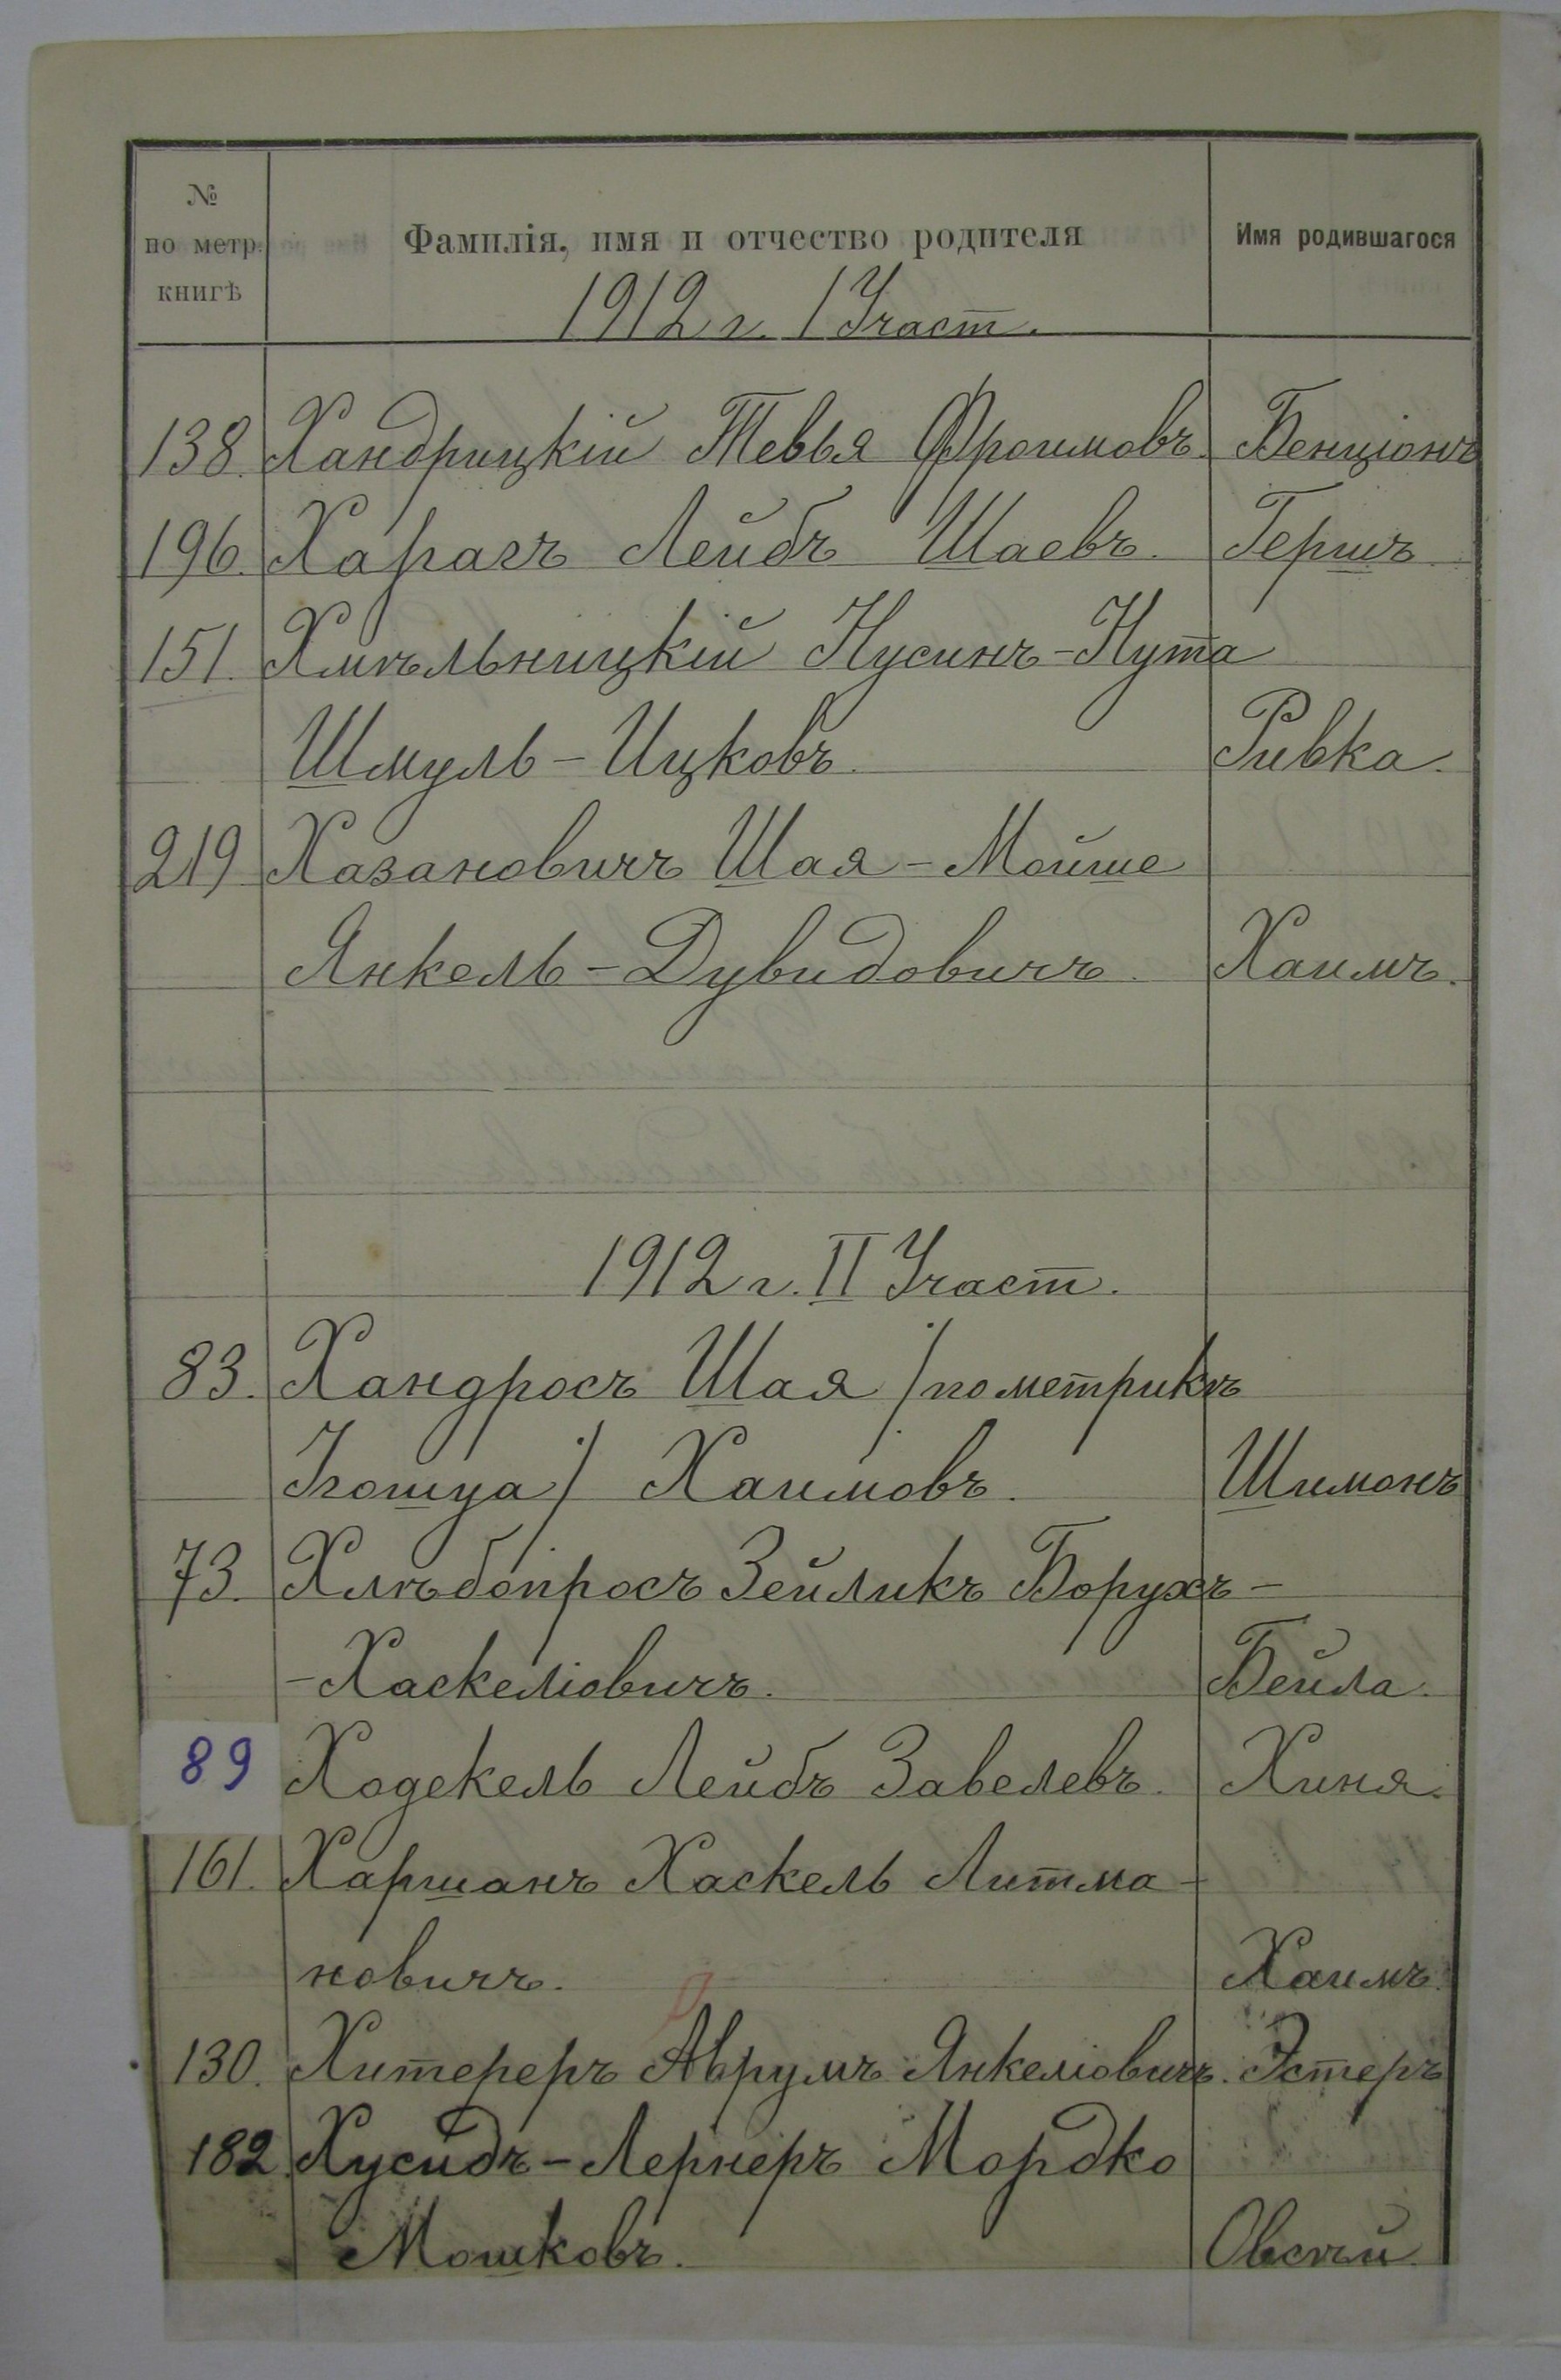 № по метр. книгѣ Фамилія, имя и отчество родителя Имя родившагося
1912 г. I Участ.
138. Хандрицкій Тевья Фроимовъ. Бенціонъ
196. Харагъ Лейбъ Шаевъ. Гершъ
151. Хмѣльницкій Нусинъ-Нута
Шмуль-Ицковъ. Ривка.
219 Хазановичъ Шая-Мойше
Янкель-Дувидовичъ. Хаимъ.
1912 г. II Участ.
83. Хандросъ Шая /по метрикѣ
Ігошуа/ Хаимовъ. Шимонъ
73. Хлѣбопросъ Зейликъ Борухъ-
-Хаскеліовичъ. Бейла.
89 Ходекель Лейбъ Завелевъ. Хиня.
161. Харшанъ Хаскель Литма-
новичъ. Хаимъ.
130. Хитереръ Аврумъ Янкеліовичъ. Эстеръ
182. Хусидъ-Лернеръ Мордко
Мошковъ. Овсѣй